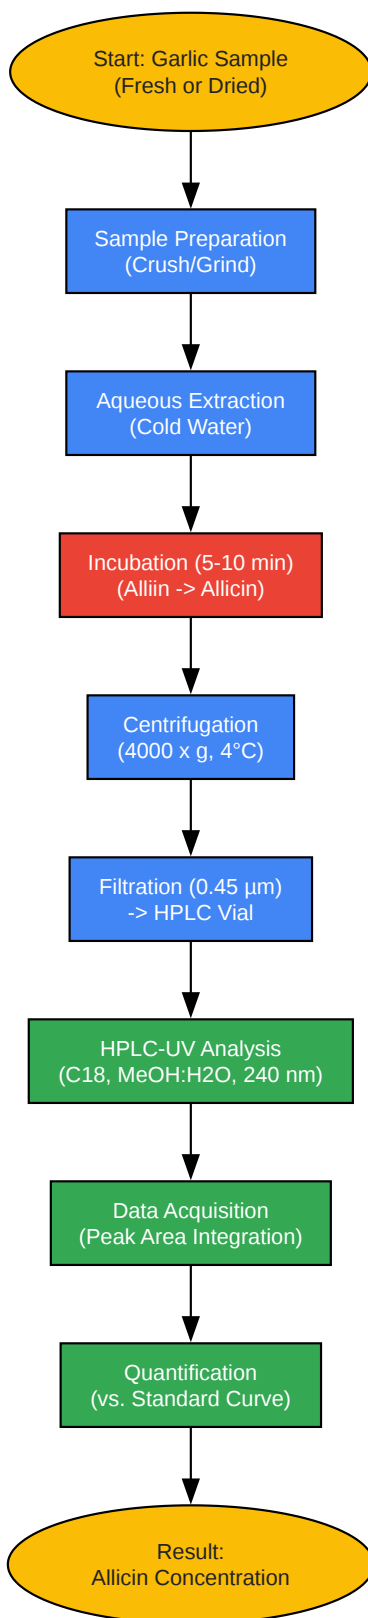 Start: Garlic Sample
(Fresh or Dried)
Sample Preparation
(Crush/Grind)
Aqueous Extraction
(Cold Water)
Incubation (5-10 min)
(Alliin -> Allicin)
Centrifugation
(4000 x g, 4°C)
Filtration (0.45 µm)
-> HPLC Vial
HPLC-UV Analysis
(C18, MeOH:H2O, 240 nm)
Data Acquisition
(Peak Area Integration)
Quantification
(vs. Standard Curve)
Result:
Allicin Concentration